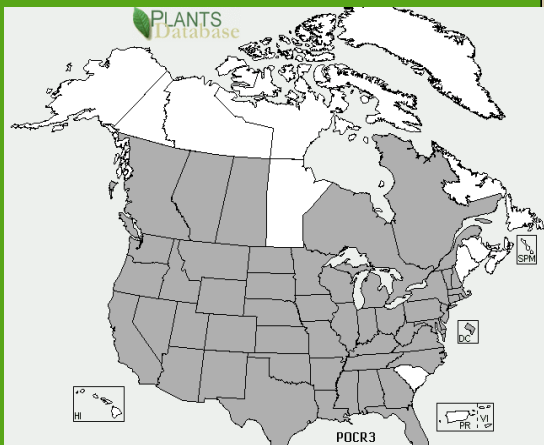 PLANTS
Database
SPM
DC
HI
PR
VI
POCR3